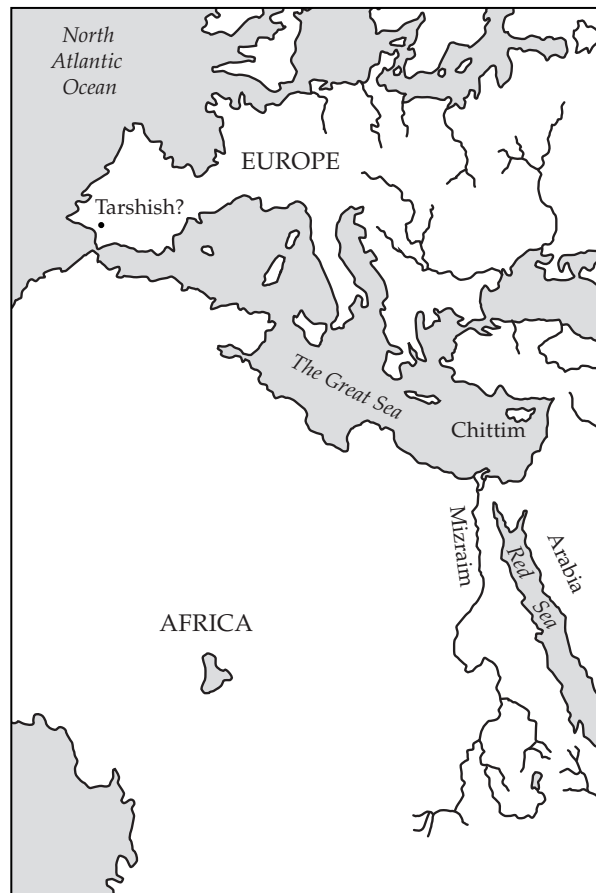 North
Atlantic
Ocean
EUROPE
Tarshish?
The Great Sea
Chittim
Mizraim
Red Sea
Arabia
AFRICA